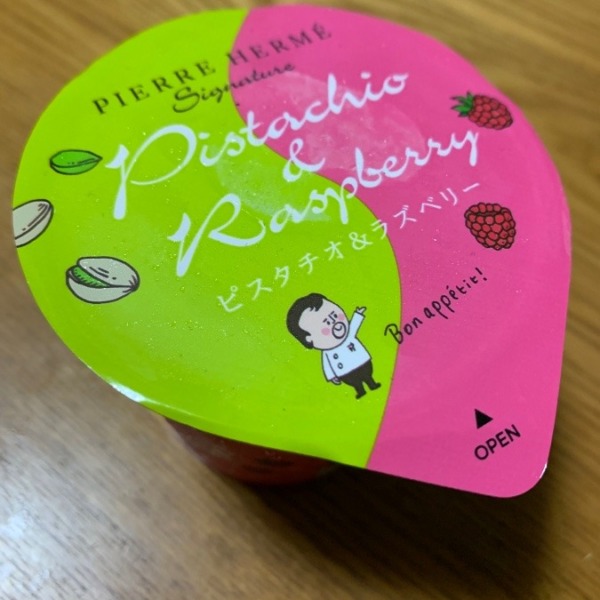 PIERRE HERMÉ
Signature
Pistachio
&
Raspberry
ピスタチオ&ラズベリー
Bon appétit!
▲
OPEN